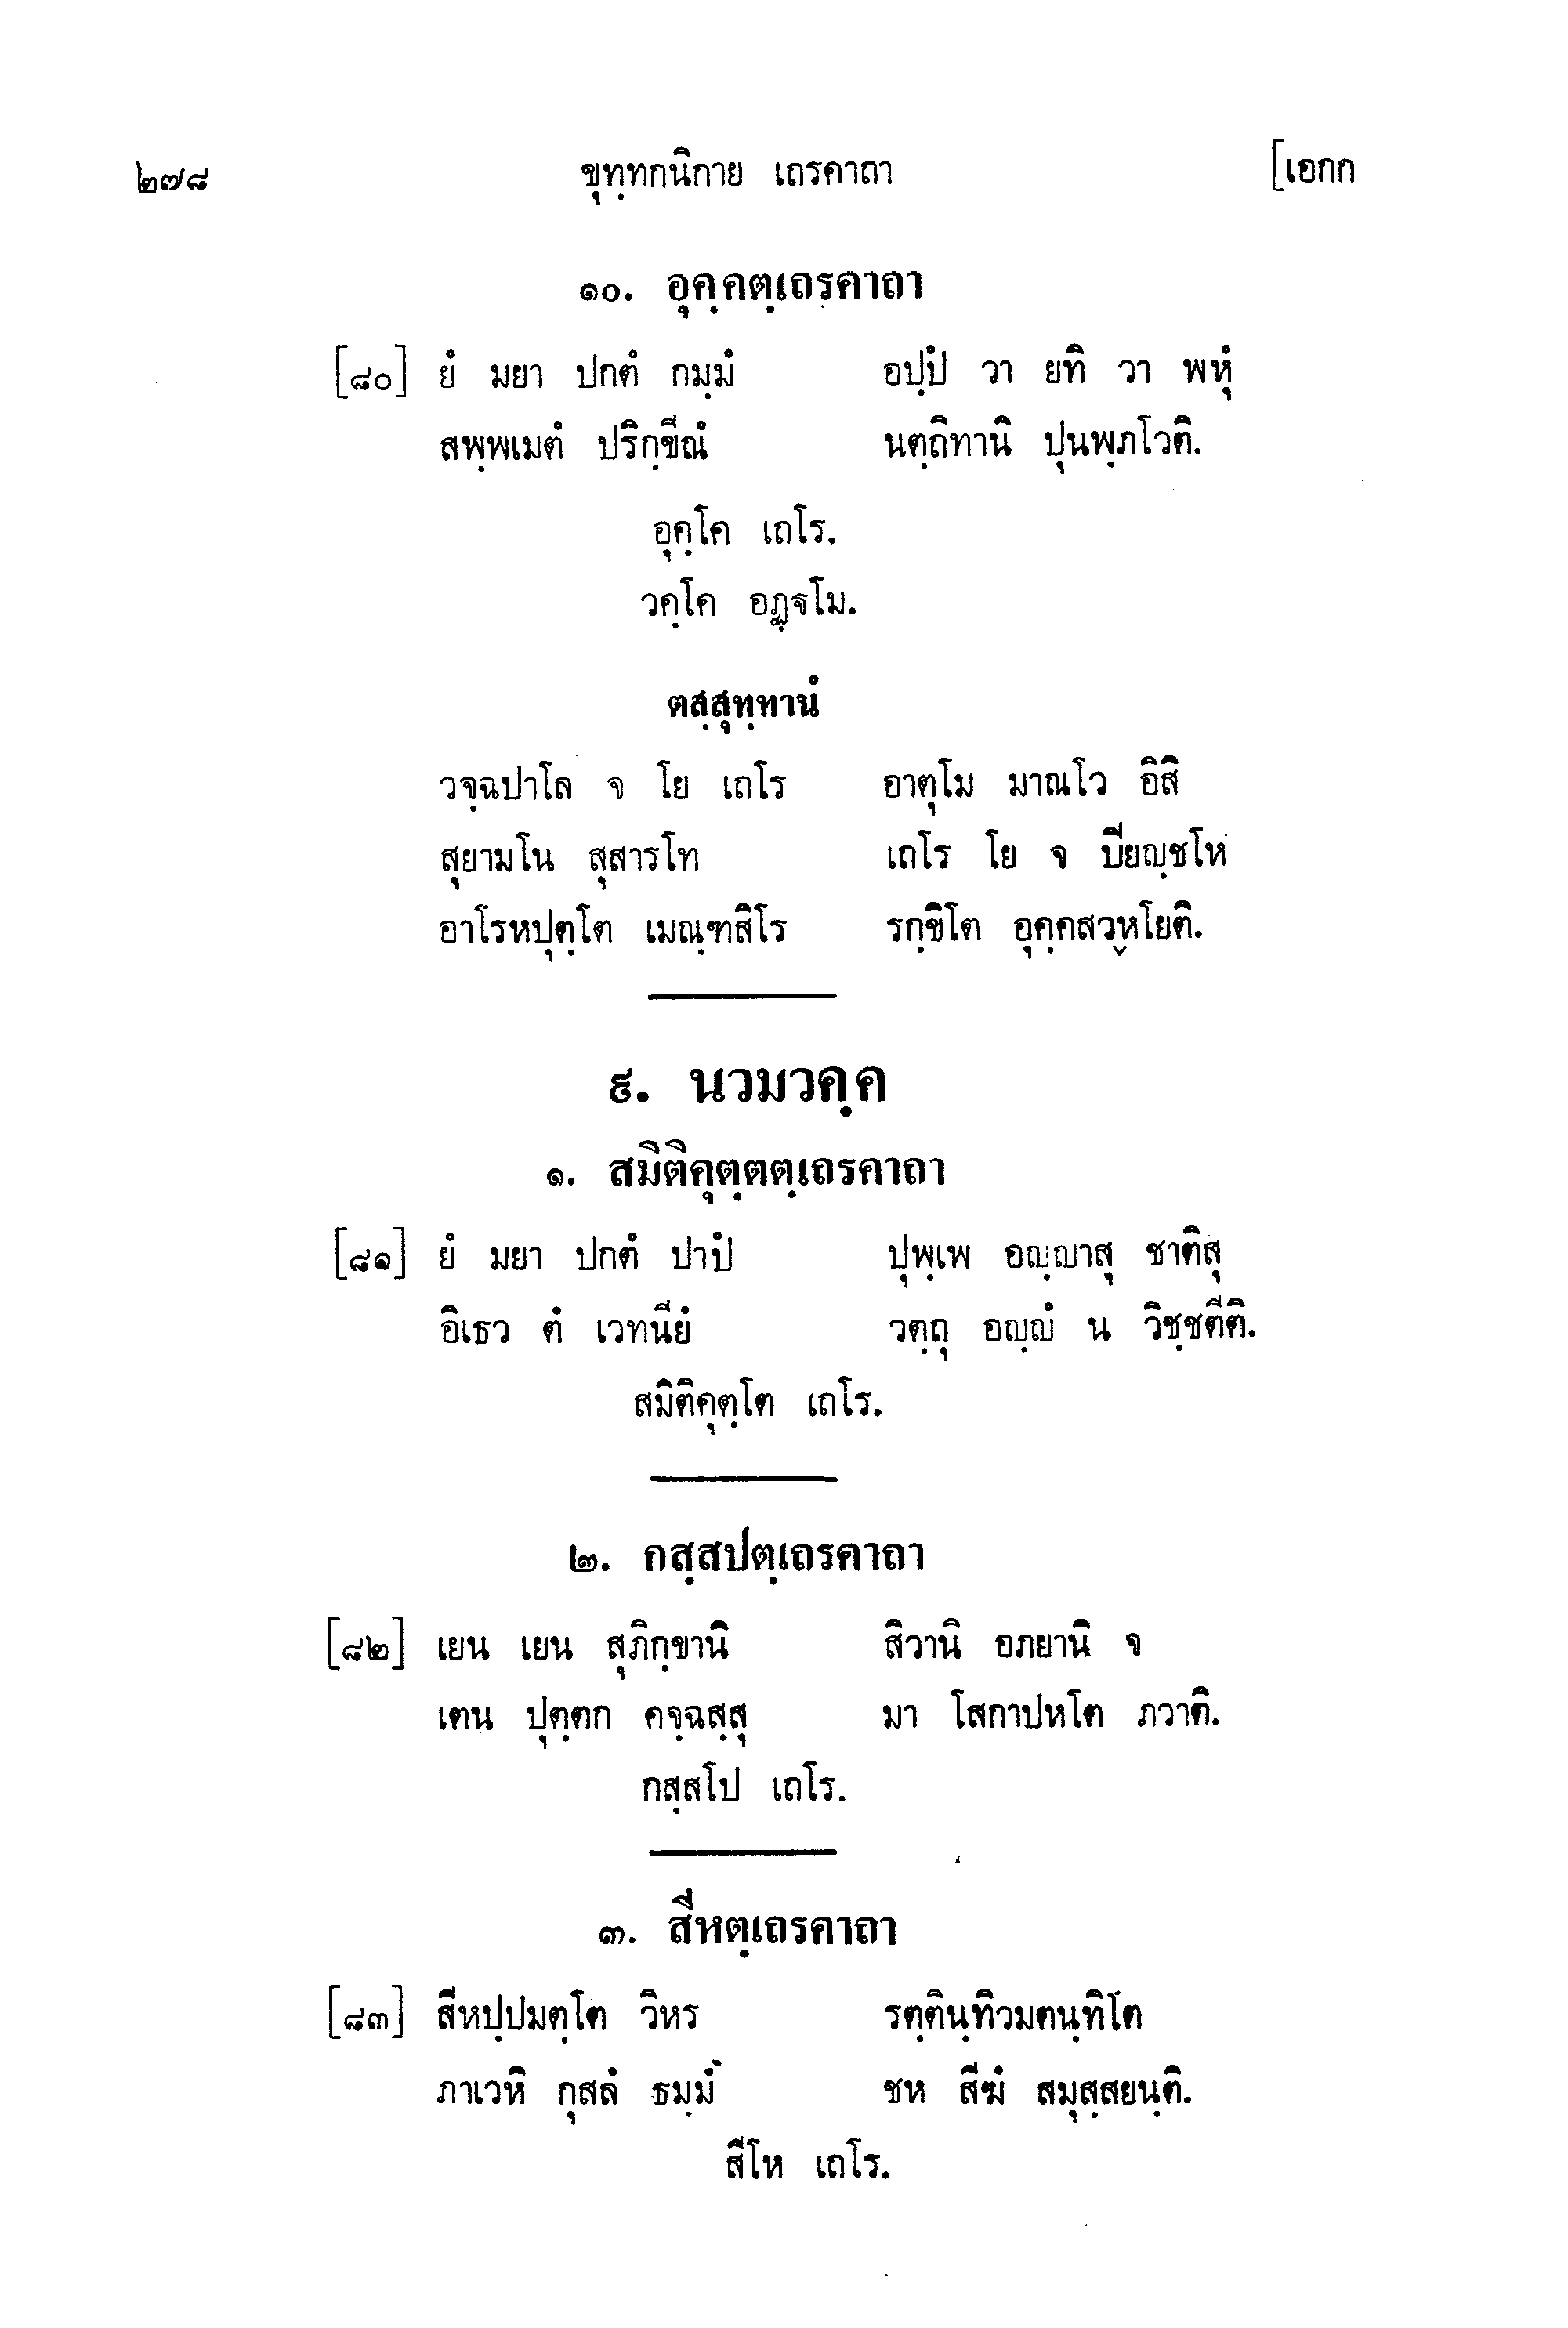 ๒๗๘ ขุทฺทกนิกาย เถรคาถา [เอกก
๑๐. อุคฺคตฺเถรคาถา
[๘๐] ยํ มยา ปกตํ กมฺมํ อปฺปํ วา ยทิ วา พหุํ
สพฺพเมตํ ปริกฺขีณํ นตฺถิทานิ ปุนพฺภโวติ.
อุคฺโค เถโร.
วคฺโค อฏฺฐโม.
ตสฺสุทฺทานํ
วจฺฉปาโล จ โย เถโร อาตุโม มาณโว อิสิ
สุยามโน สุสารโท เถโร โย จ ปิยญฺชโห
อาโรหปุตฺโต เมณฺฑสิโร รกฺขิโต อุคฺคสวฺหโยติ.
๙. นวมวคฺค
๑. สมิติคุตฺตตฺเถรคาถา
[๘๑] ยํ มยา ปกตํ ปาปํ ปุพฺเพ อญฺญาสุ ชาติสุ
อิเธว ตํ เวทนียํ วตฺถุ อญฺญํ น วิชฺชตีติ.
สมิติคุตฺโต เถโร.
๒. กสฺสปตฺเถรคาถา
[๘๒] เยน เยน สุภิกฺขานิ สิวานิ อภยานิ จ
เตน ปุตฺตก คจฺฉสฺสุ มา โสกาปหโต ภวาติ.
กสฺสโป เถโร.
๓. สีหตฺเถรคาถา
[๘๓] สีหปฺปมตฺโต วิหร รตฺตินฺทิวมตนฺทิโต
ภาเวหิ กุสลํ ธมฺมํ ชห สีฆํ สมุสฺสยนฺติ.
สีโห เถโร.